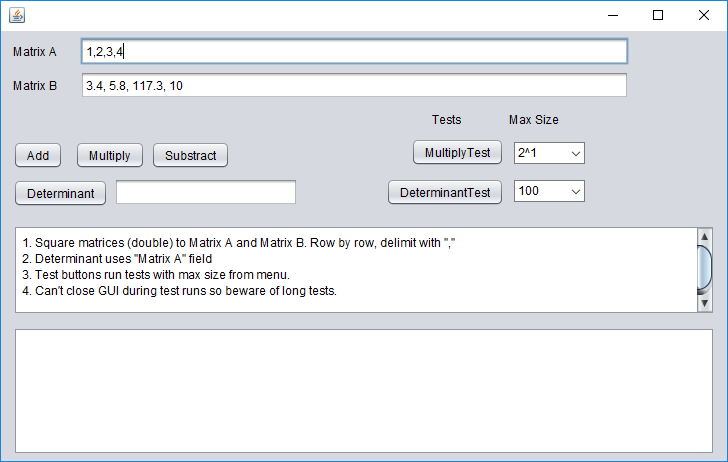 Matrix A 1,2,3,4
Matrix B 3.4, 5.8, 117.3, 10
Tests Max Size
Add Multiply Substract MultiplyTest 2^1
Determinant DeterminantTest 100
1. Square matrices (double) to Matrix A and Matrix B. Row by row, delimit with ","
2. Determinant uses "Matrix A" field
3. Test buttons run tests with max size from menu.
4. Can't close GUI during test runs so beware of long tests.